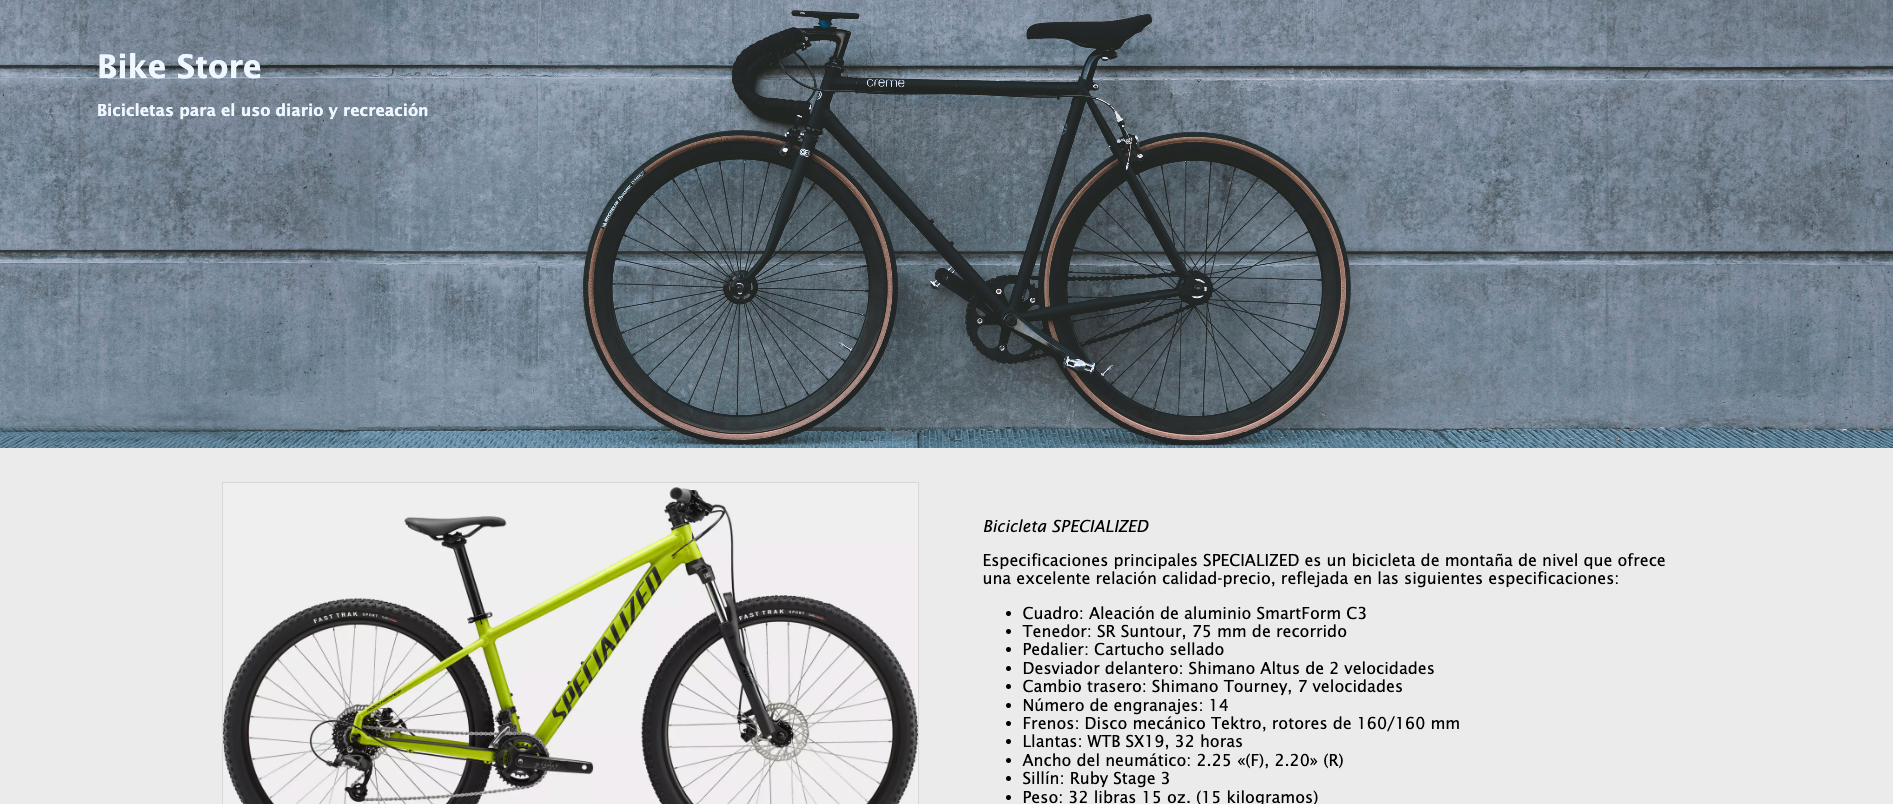 Bike Store
Bicicletas para el uso diario y recreación
creme
Bicicleta SPECIALIZED
Especificaciones principales SPECIALIZED es un bicicleta de montaña de nivel que ofrece
una excelente relación calidad-precio, reflejada en las siguientes especificaciones:
• Cuadro: Aleación de aluminio SmartForm C3
• Tenedor: SR Suntour, 75 mm de recorrido
• Pedalier: Cartucho sellado
• Desviador delantero: Shimano Altus de 2 velocidades
• Cambio trasero: Shimano Tourney, 7 velocidades
• Número de engranajes: 14
• Frenos: Disco mecánico Tektro, rotores de 160/160 mm
• Llantas: WTB SX19, 32 horas
• Ancho del neumático: 2.25 «(F), 2.20» (R)
• Sillín: Ruby Stage 3
• Peso: 32 libras 15 oz. (15 kilogramos)
SPECIALIZED
FAST TRAK SPORT
FAST TRAK SPORT